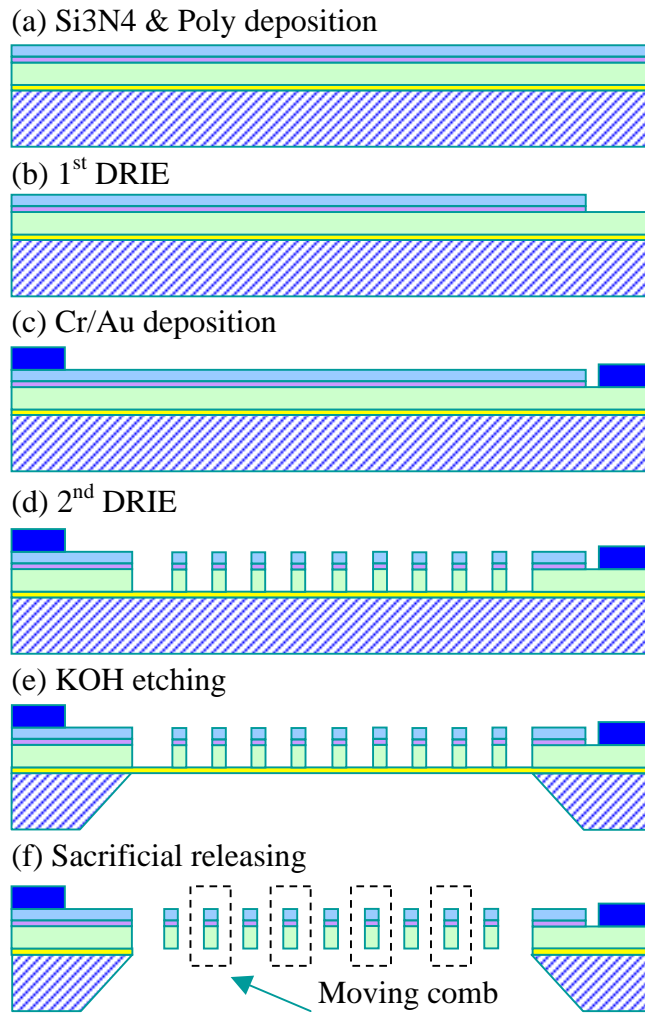 (a) Si3N4 & Poly deposition
(b) 1st DRIE
(c) Cr/Au deposition
(d) 2nd DRIE
(e) KOH etching
(f) Sacrificial releasing
Moving comb